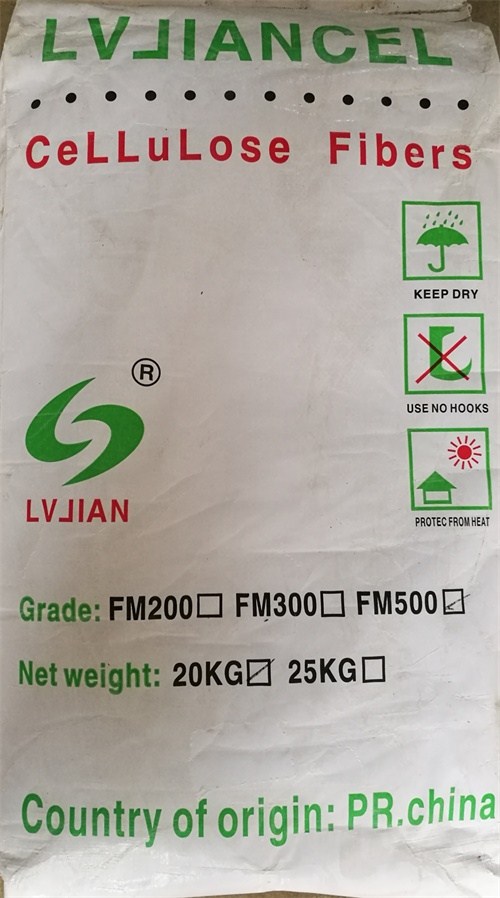 LVJIANCEL
CeLLuLose Fibers
KEEP DRY
USE NO HOOKS
®
LVJIAN
PROTEC FROM HEAT
Grade: FM200☐ FM300☐ FM500☑
Net weight: 20KG☑ 25KG☐
Country of origin: PR.china